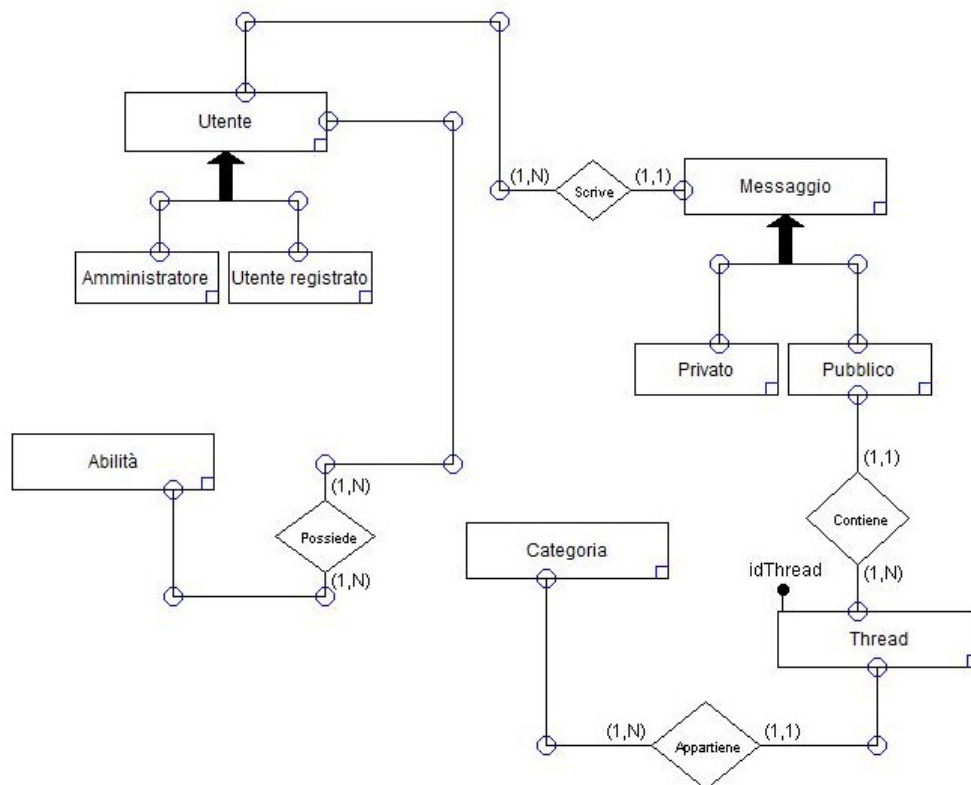 Utente
(1,N)
Scrive
(1,1)
Messaggio
Amministratore
Utente registrato
Privato
Pubblico
Abilità
(1,N)
Possiede
(1,N)
(1,1)
Contiene
(1,N)
Categoria
idThread
Thread
(1,N)
Appartiene
(1,1)